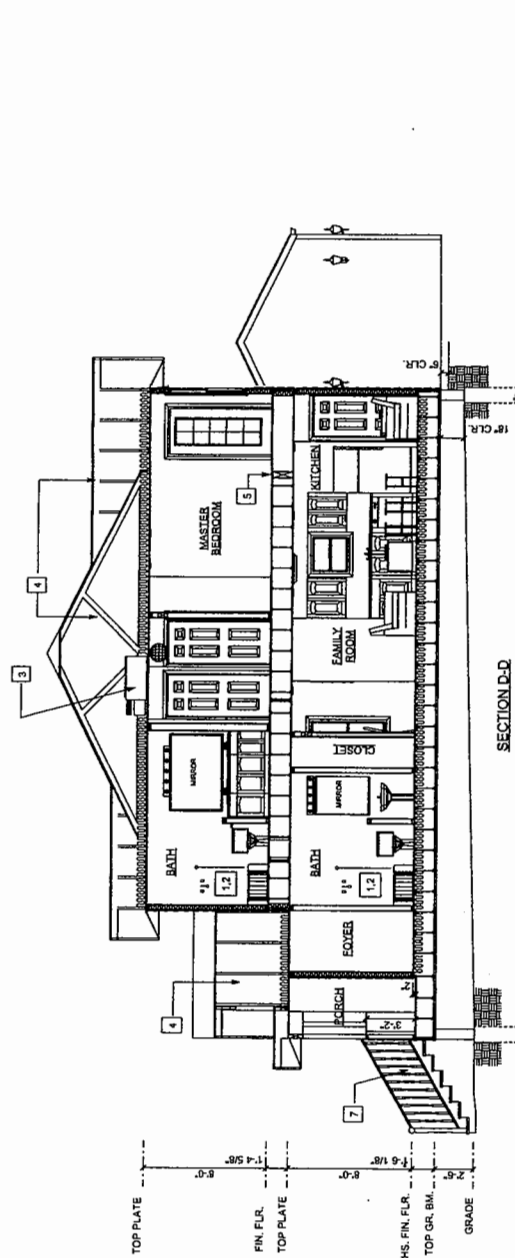 4
3
4
TOP PLATE
MASTER
BEDROOM
MIRROR
BATH
1,2
8'-0"
5
FIN. FLR.
1'-4 5/8"
TOP PLATE
KITCHEN
FAMILY
ROOM
CLOSET
MIRROR
BATH
1,2
FOYER
PORCH
8'-0"
3'-2"
2"
7
HS. FIN. FLR.
1'-6 1/8"
TOP GR. BM.
2'-6"
GRADE
6" CLR.
18" CLR.
SECTION D-D